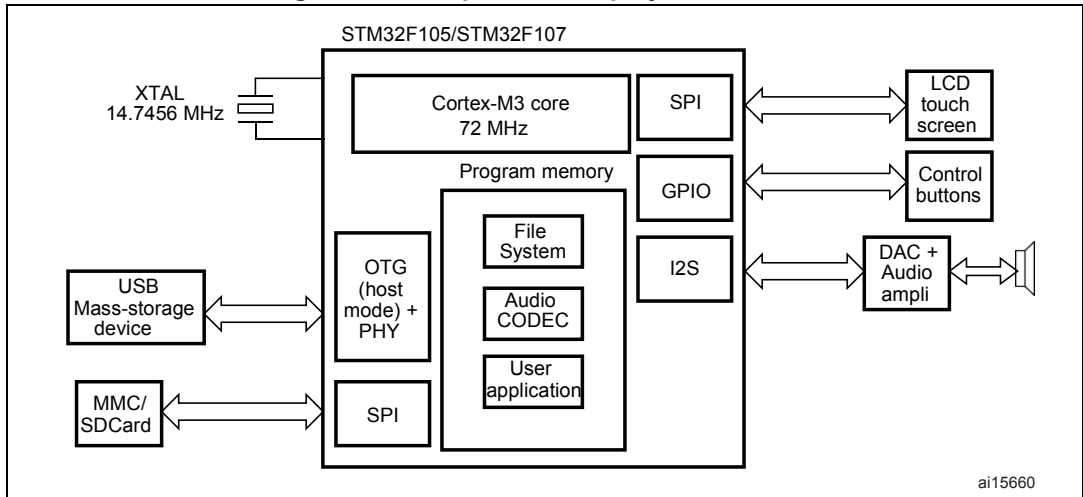 STM32F105/STM32F107
XTAL
14.7456 MHz
Cortex-M3 core
72 MHz
SPI
LCD
touch
screen
Program memory
GPIO
Control
buttons
File
System
I2S
DAC +
Audio
ampli
OTG
(host
mode) +
PHY
USB
Mass-storage
device
Audio
CODEC
User
application
MMC/
SDCard
SPI
ai15660